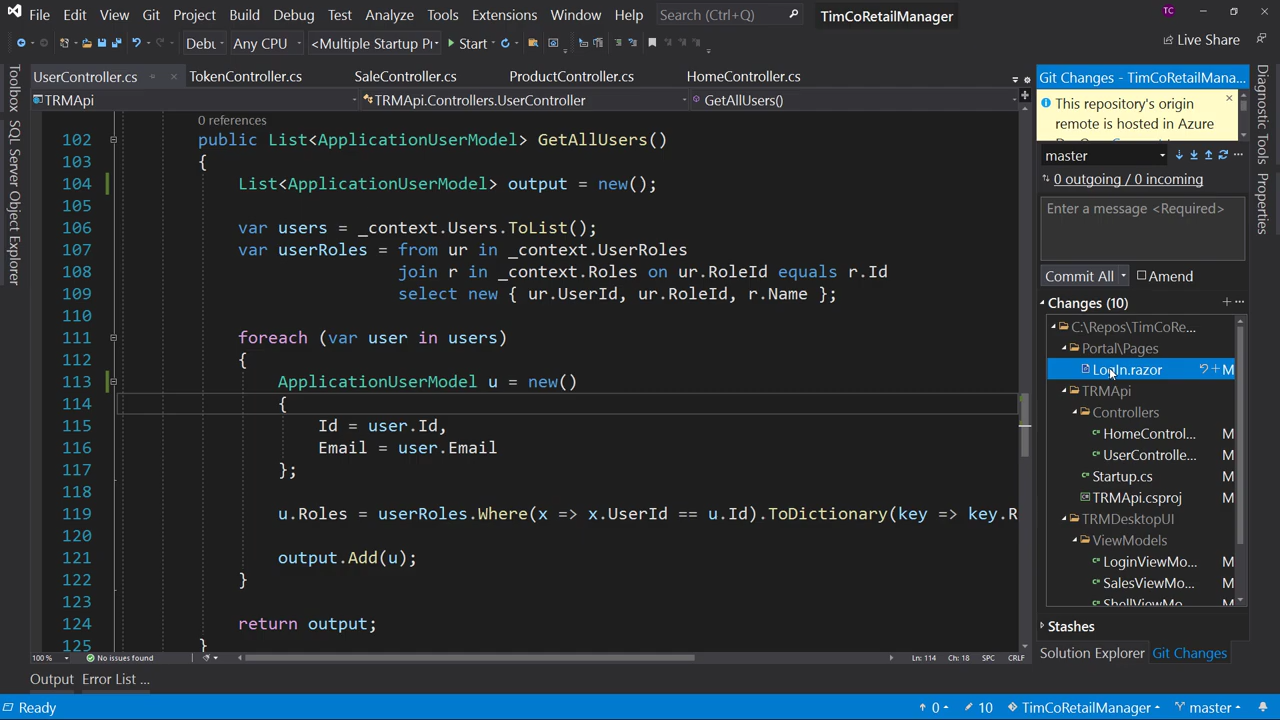 File Edit View Git Project Build Debug Test Analyze Tools Extensions Window Help Search (Ctrl+Q) TimCoRetailManager TC
Debu Any CPU <Multiple Startup Pr Start Live Share
UserController.cs TokenController.cs SaleController.cs ProductController.cs HomeController.cs
TRMApi TRMApi.Controllers.UserController GetAllUsers()
Toolbox
SQL Server Object Explorer
0 references
102 public List<ApplicationUserModel> GetAllUsers()
103 {
104 List<ApplicationUserModel> output = new();
105
106 var users = _context.Users.ToList();
107 var userRoles = from ur in _context.UserRoles
108 join r in _context.Roles on ur.RoleId equals r.Id
109 select new { ur.UserId, ur.RoleId, r.Name };
110
111 foreach (var user in users)
112 {
113 ApplicationUserModel u = new()
114 {
115 Id = user.Id,
116 Email = user.Email
117 };
118
119 u.Roles = userRoles.Where(x => x.UserId == u.Id).ToDictionary(key => key.R
120
121 output.Add(u);
122 }
123
124 return output;
125 }
100 % No issues found Ln: 114 Ch: 18 SPC CRLF
Output Error List ...
Git Changes - TimCoRetailMana...
This repository's origin
remote is hosted in Azure
master
0 outgoing / 0 incoming
Enter a message <Required>
Commit All Amend
Changes (10)
C:\Repos\TimCoRe...
Portal\Pages
LogIn.razor M
TRMApi
Controllers
HomeControl... M
UserControlle... M
Startup.cs M
TRMApi.csproj M
TRMDesktopUI
ViewModels
LoginViewMo... M
SalesViewMo... M
ShellViewMo... M
Stashes
Solution Explorer Git Changes
Diagnostic Tools
Properties
Ready 0 10 TimCoRetailManager master